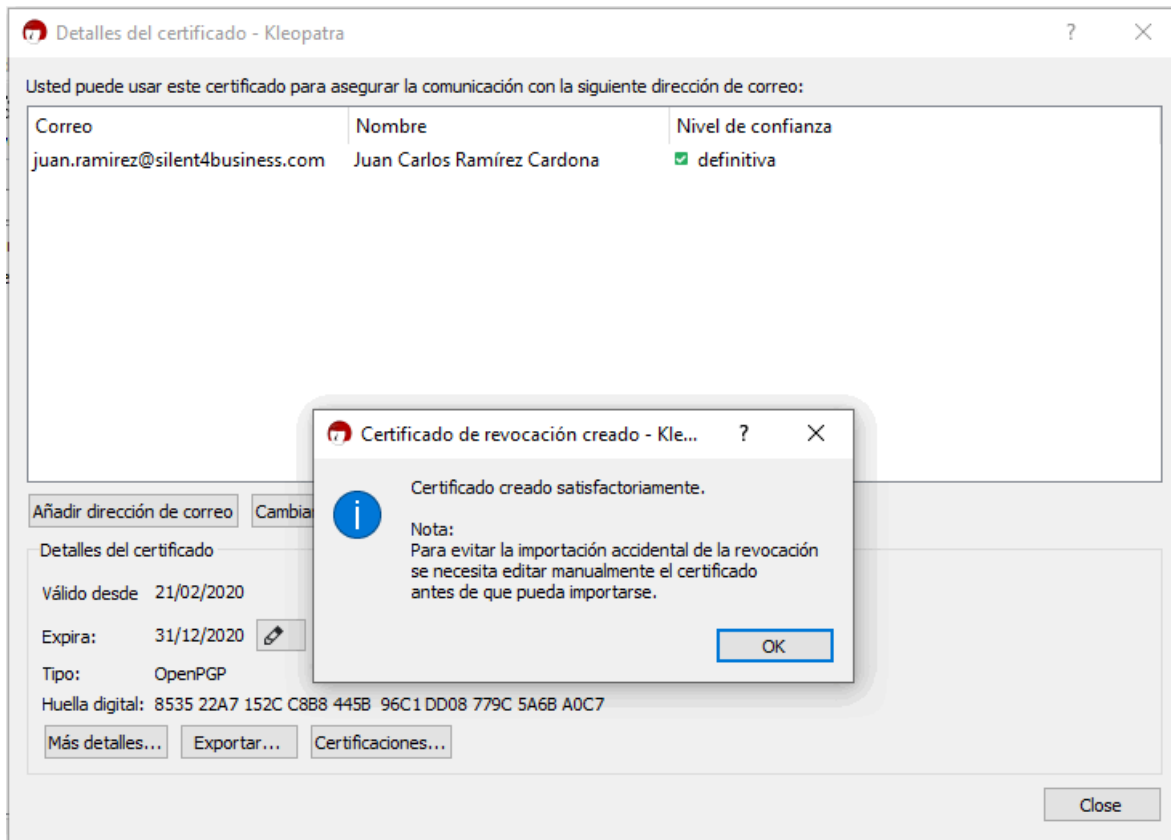 Detalles del certificado - Kleopatra
Usted puede usar este certificado para asegurar la comunicación con la siguiente dirección de correo:
Correo Nombre Nivel de confianza
juan.ramirez@silent4business.com Juan Carlos Ramírez Cardona definitiva
Certificado de revocación creado - Kle...
Certificado creado satisfactoriamente.
Nota:
Para evitar la importación accidental de la revocación
se necesita editar manualmente el certificado
antes de que pueda importarse.
OK
Añadir dirección de correo
Detalles del certificado
Válido desde 21/02/2020
Expira: 31/12/2020
Tipo: OpenPGP
Huella digital: 8535 22A7 152C C8B8 445B 96C1 DD08 779C 5A6B A0C7
Más detalles... Exportar... Certificaciones...
Close